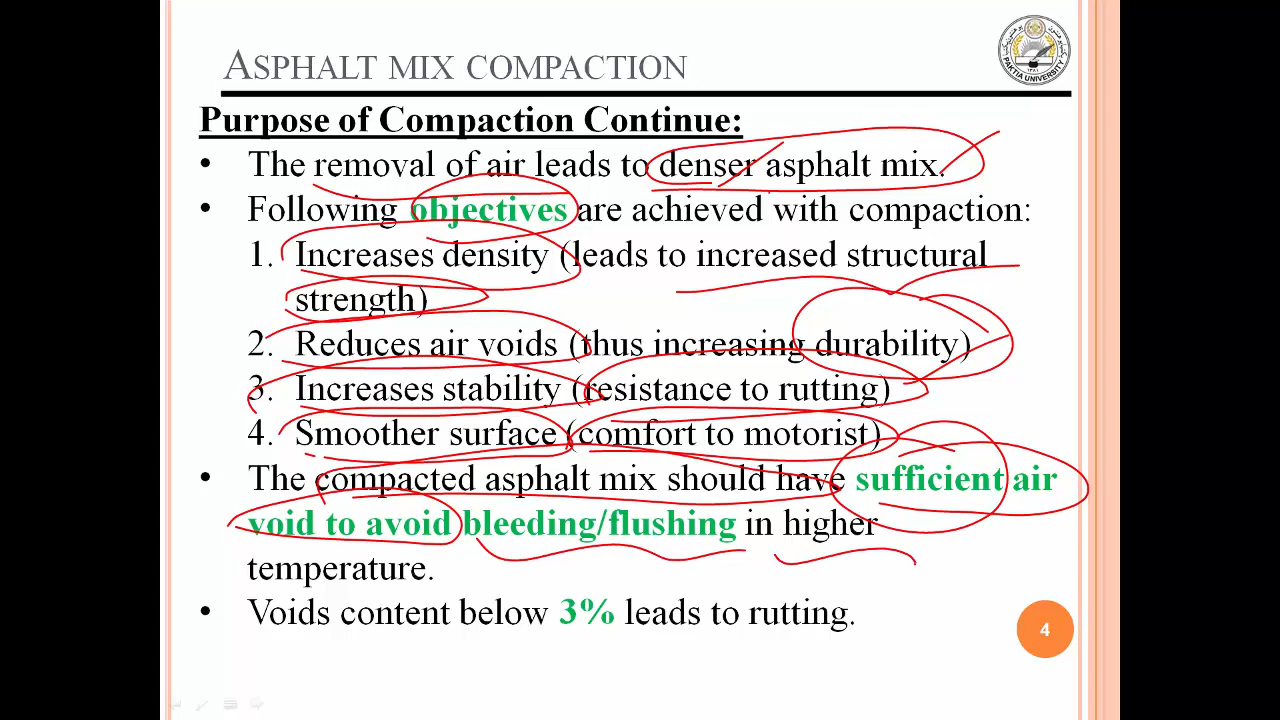 ASPHALT MIX COMPACTION
PAKTIA UNIVERSITY
Purpose of Compaction Continue:
• The removal of air leads to denser asphalt mix.
• Following objectives are achieved with compaction:
1. Increases density (leads to increased structural
strength)
2. Reduces air voids (thus increasing durability)
3. Increases stability (resistance to rutting)
4. Smoother surface (comfort to motorist)
• The compacted asphalt mix should have sufficient air
void to avoid bleeding/flushing in higher
temperature.
• Voids content below 3% leads to rutting.
4